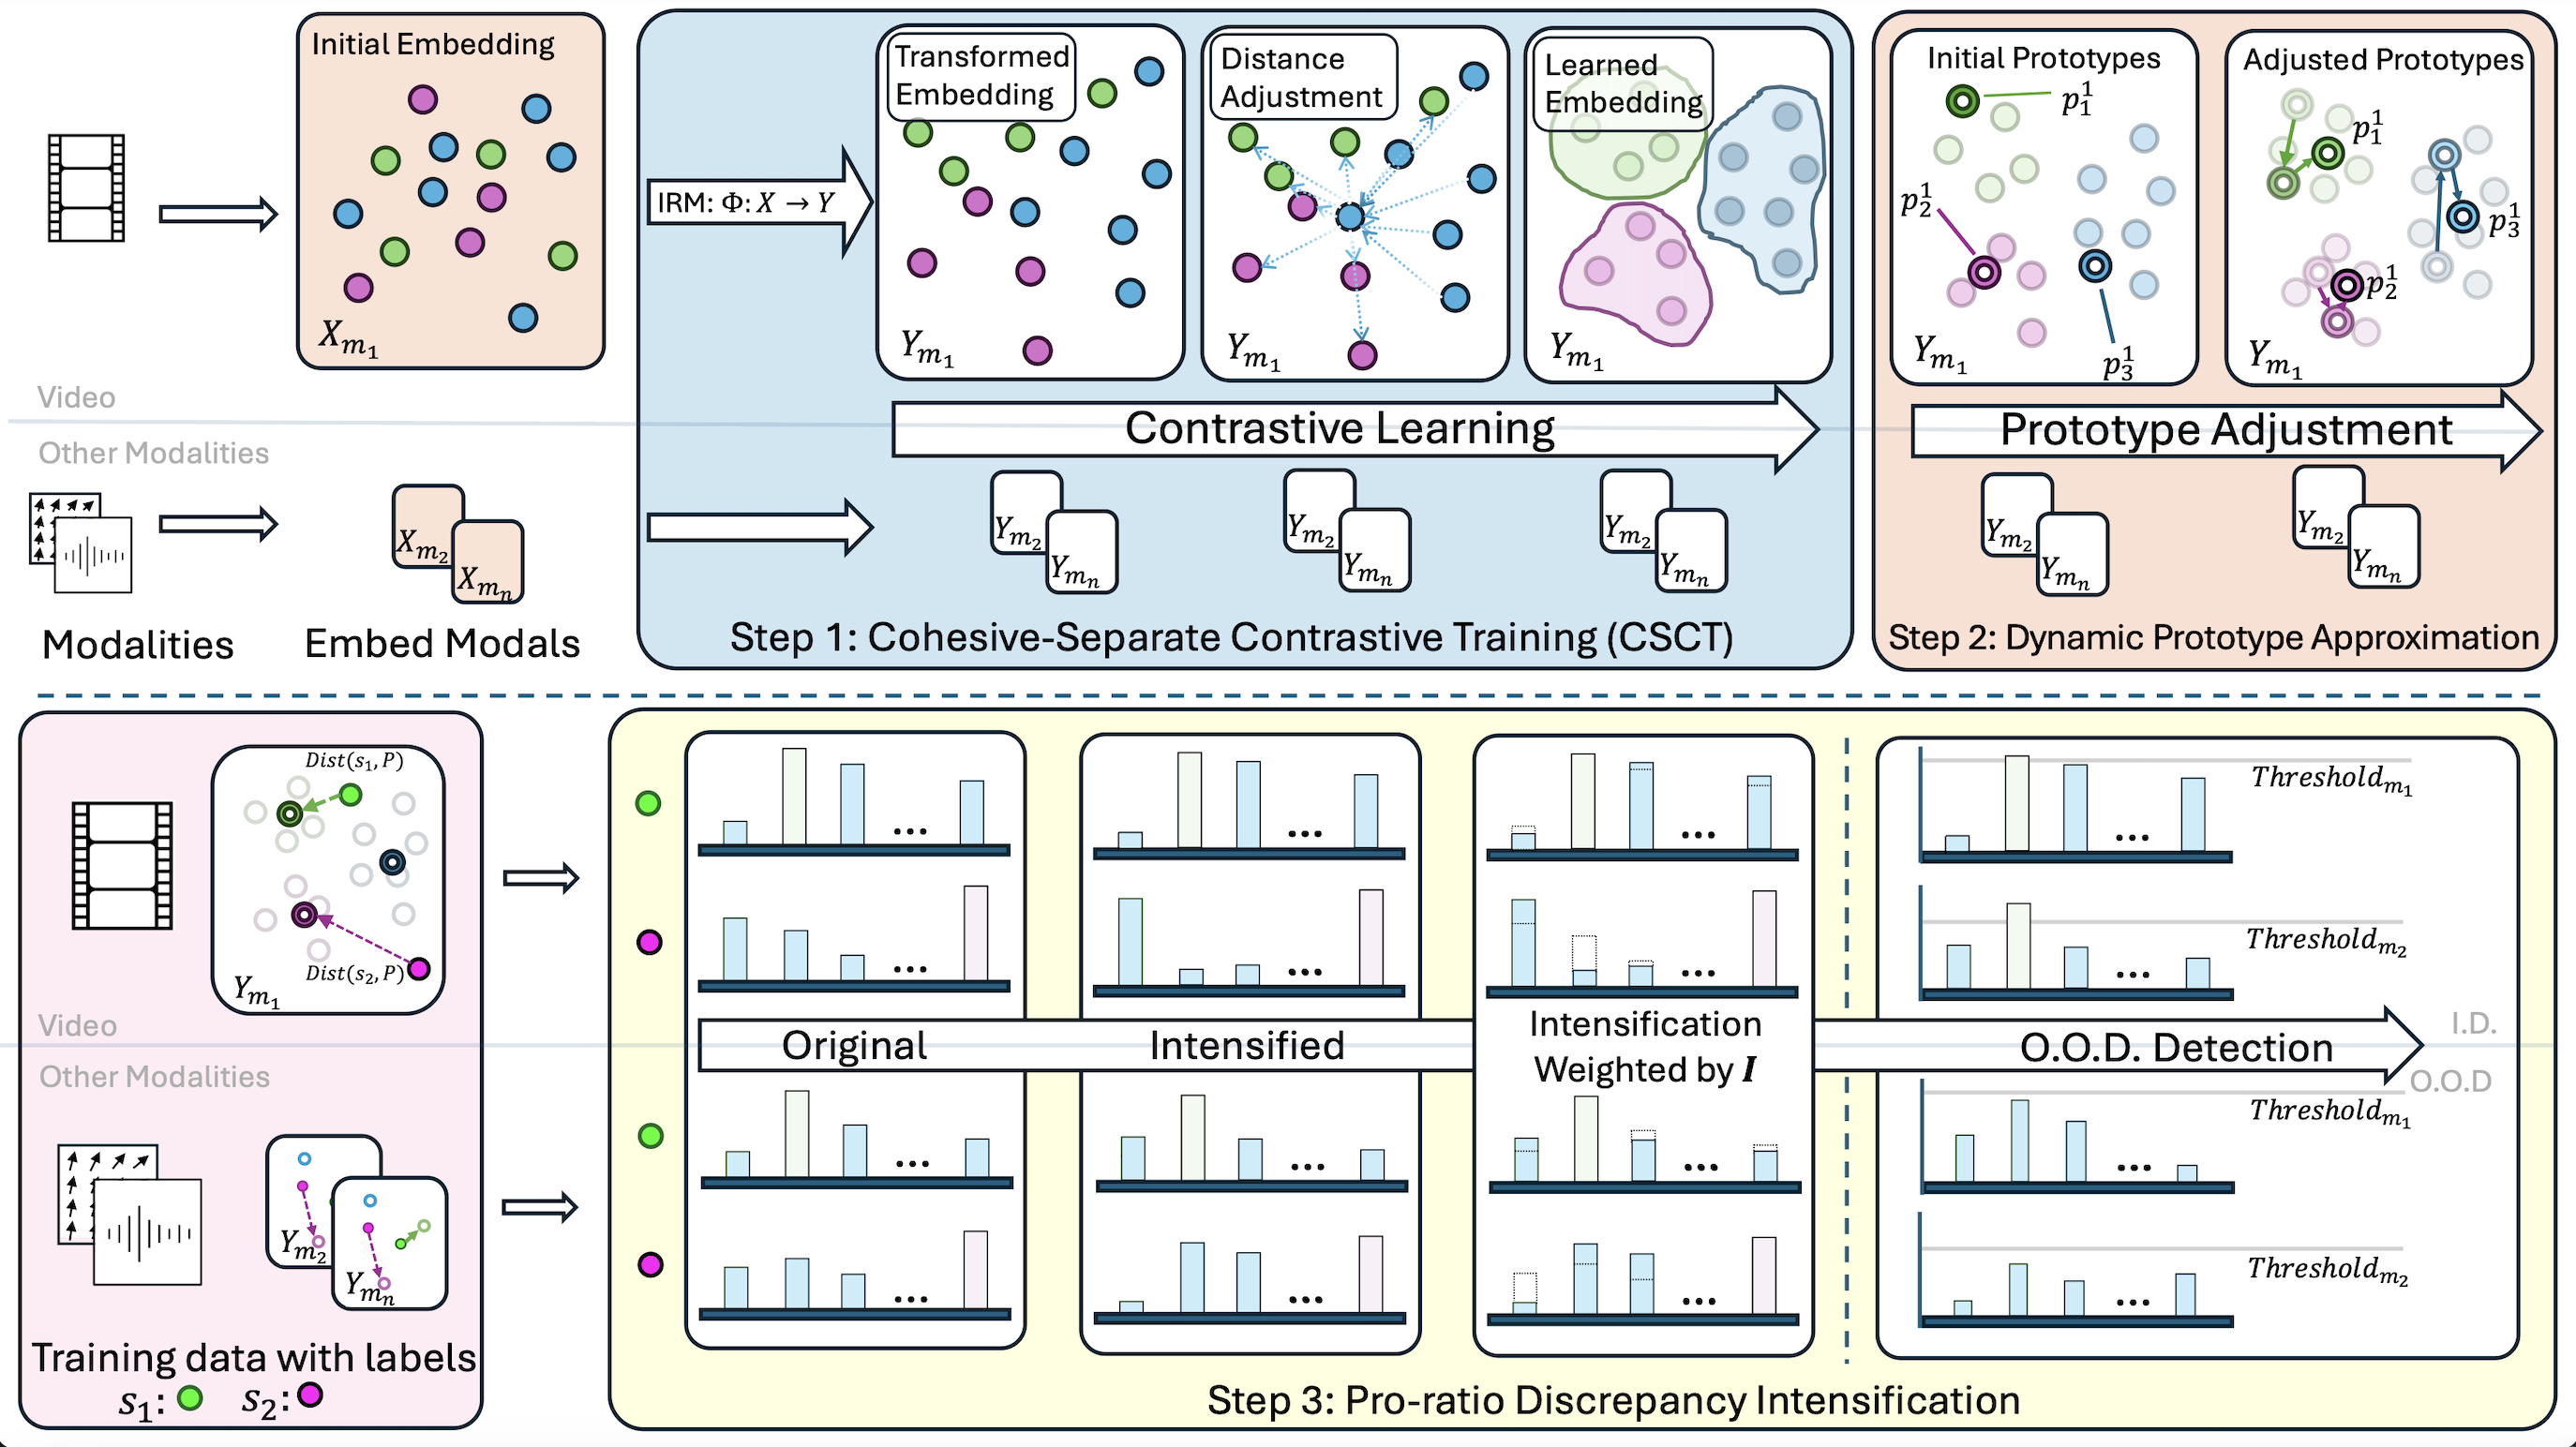 Initial Embedding
X_{m_1}
IRM: Φ: X → Y
Transformed
Embedding
Y_{m_1}
Distance
Adjustment
Y_{m_1}
Learned
Embedding
Y_{m_1}
Initial Prototypes
p_1^1
p_2^1
p_3^1
Y_{m_1}
Adjusted Prototypes
p_1^1
p_3^1
p_2^1
Y_{m_1}
Video
Other Modalities
Contrastive Learning
Prototype Adjustment
X_{m_2}
X_{m_n}
Y_{m_2}
Y_{m_n}
Y_{m_2}
Y_{m_n}
Y_{m_2}
Y_{m_n}
Y_{m_2}
Y_{m_n}
Y_{m_2}
Y_{m_n}
Modalities
Embed Modals
Step 1: Cohesive-Separate Contrastive Training (CSCT)
Step 2: Dynamic Prototype Approximation
Dist(s_1, P)
Dist(s_2, P)
Y_{m_1}
Video
Other Modalities
Y_{m_2}
Y_{m_n}
Training data with labels
s_1: s_2:
...
...
...
...
...
...
...
...
Original
Intensified
Intensification
Weighted by I
O.O.D. Detection
I.D.
O.O.D
Threshold_{m_1}
Threshold_{m_2}
Threshold_{m_1}
Threshold_{m_2}
...
...
...
...
...
...
...
...
Step 3: Pro-ratio Discrepancy Intensification